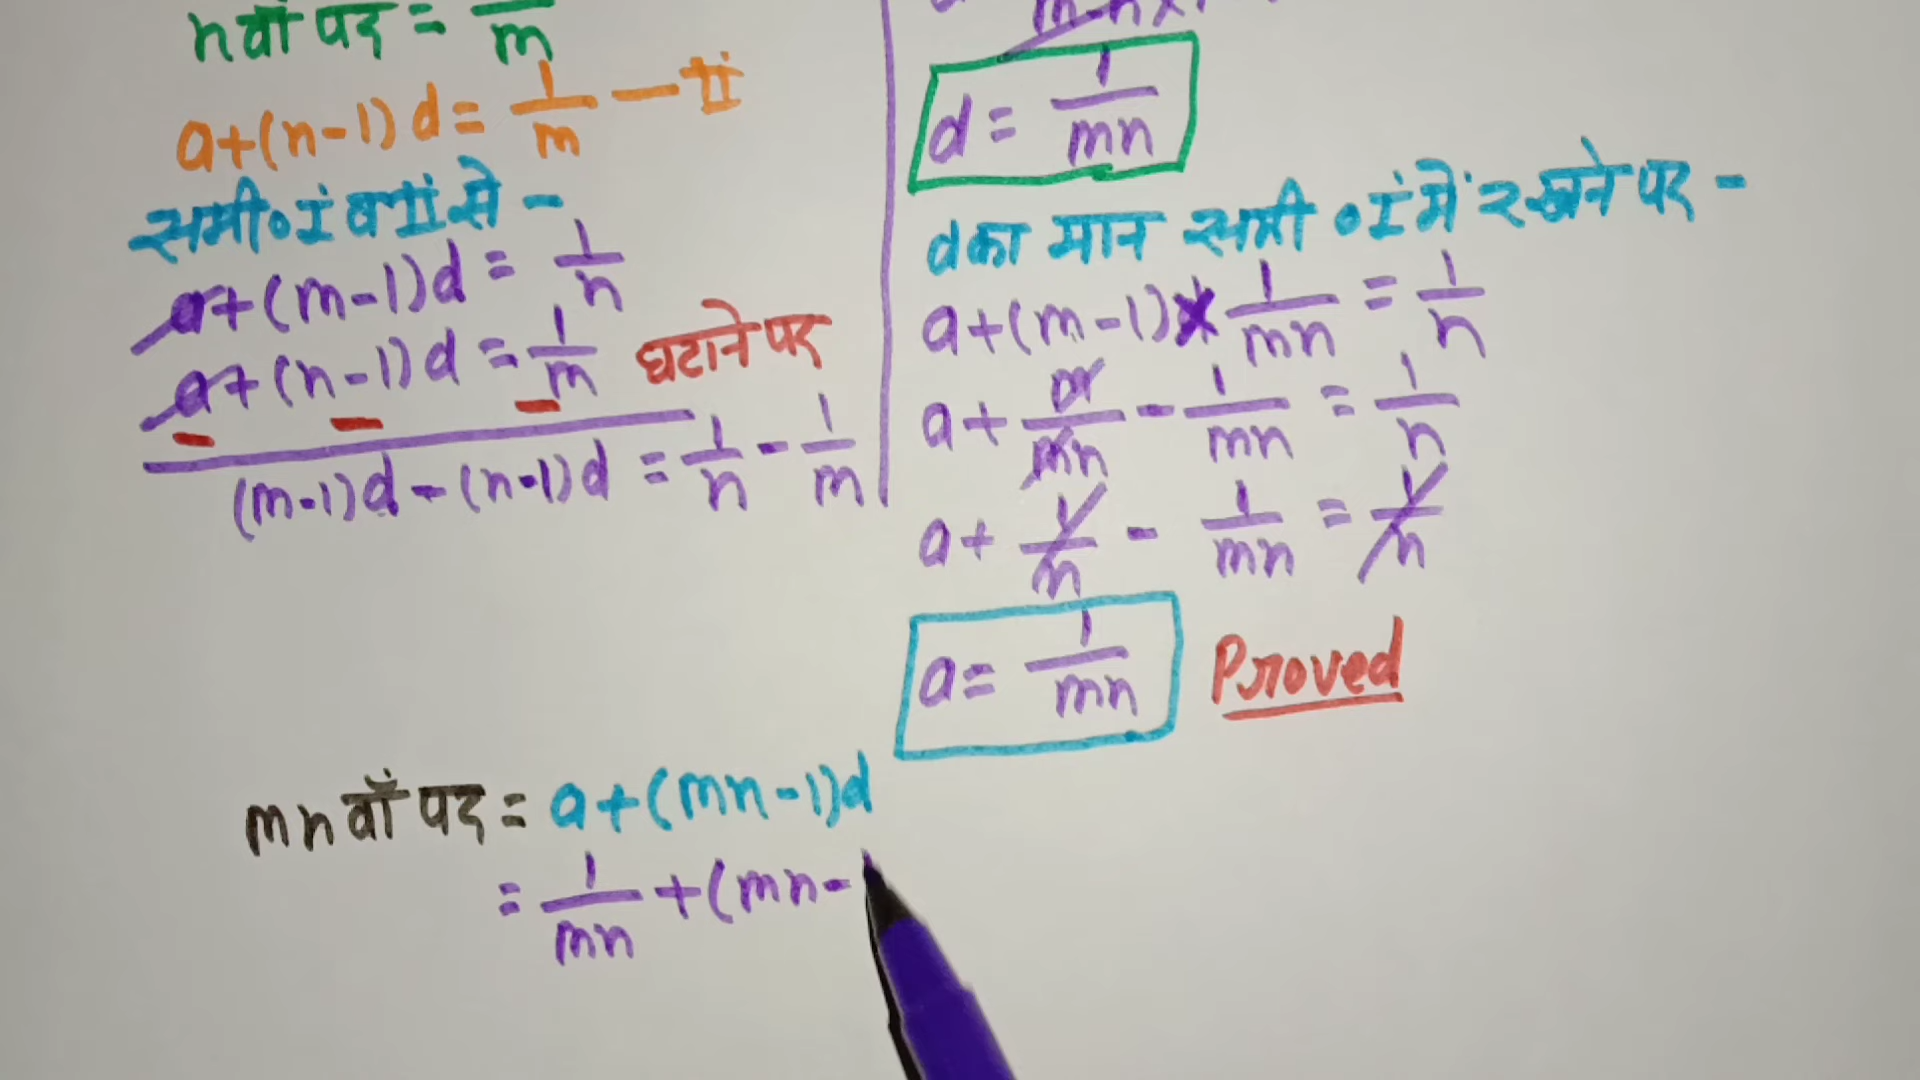 nवाँ पद = 1/m
a+(n-1)d = 1/m — II
समी॰ I व II से -
a+(m-1)d = 1/n
a+(n-1)d = 1/m घटाने पर
(m-1)d-(n-1)d = 1/n - 1/m
d = 1/mn
d का मान समी॰ I में रखने पर -
a+(m-1)×1/mn = 1/n
a+m/mn - 1/mn = 1/n
a+1/n - 1/mn = 1/n
a = 1/mn Proved
mnवाँ पद = a+(mn-1)d
= 1/mn +(mn-